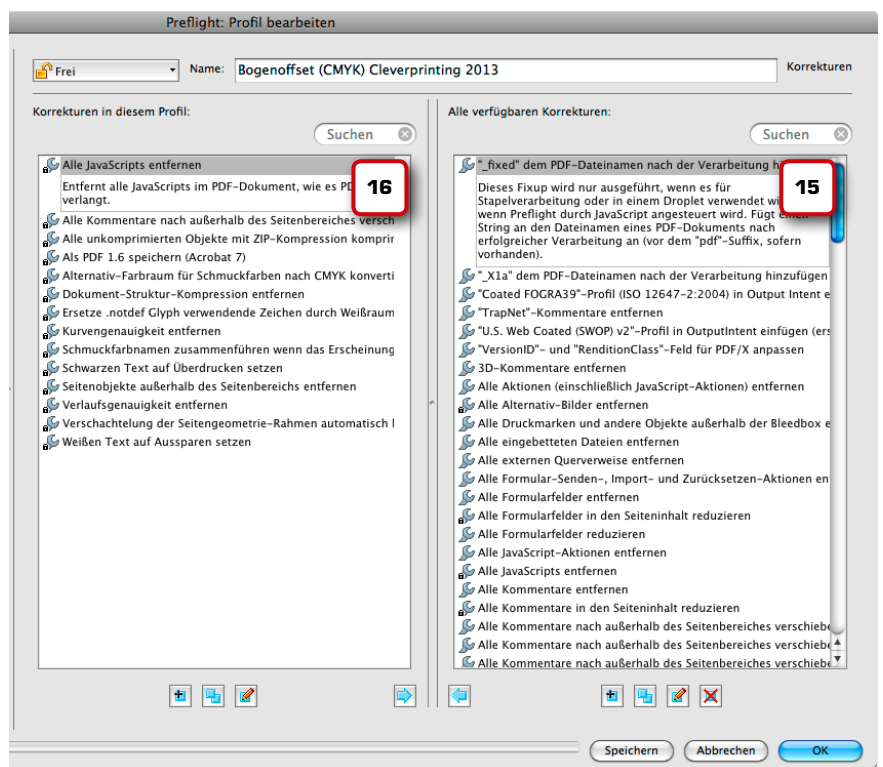 Preflight: Profil bearbeiten
Frei
Name:
Bogenoffset (CMYK) Cleverprinting 2013
Korrekturen
Korrekturen in diesem Profil:
Suchen
Alle JavaScripts entfernen
Entfernt alle JavaScripts im PDF-Dokument, wie es
verlangt.
16
Alle Kommentare nach außerhalb des Seitenbereiches versch
Alle unkomprimierten Objekte mit ZIP-Kompression komprir
Als PDF 1.6 speichern (Acrobat 7)
Alternativ-Farbraum für Schmuckfarben nach CMYK konverti
Dokument-Struktur-Kompression entfernen
Ersetze .notdef Glyph verwendende Zeichen durch Weißraum
Kurvengenauigkeit entfernen
Schmuckfarbnamen zusammenführen wenn das Erscheinung
Schwarzen Text auf Überdrucken setzen
Seitenobjekte außerhalb des Seitenbereichs entfernen
Verlaufsgenauigkeit entfernen
Verschachtelung der Seitengeometrie-Rahmen automatisch
Weißen Text auf Aussparen setzen
Alle verfügbaren Korrekturen:
Suchen
"_fixed" dem PDF-Dateinamen nach der Verarbeitung
Dieses Fixup wird nur ausgeführt, wenn es für
Stapelverarbeitung oder in einem Droplet verwendet
wenn Preflight durch JavaScript angesteuert wird. Fügt
String an den Dateinamen eines PDF-Dokuments nach
erfolgreicher Verarbeitung an (vor dem "pdf"-Suffix, sofern
vorhanden).
15
"_X1a" dem PDF-Dateinamen nach der Verarbeitung hinzufügen
"Coated FOGRA39"-Profil (ISO 12647-2:2004) in Output Intent e
"TrapNet"-Kommentare entfernen
"U.S. Web Coated (SWOP) v2"-Profil in OutputIntent einfügen (ers
"VersionID"- und "RenditionClass"-Feld für PDF/X anpassen
3D-Kommentare entfernen
Alle Aktionen (einschließlich JavaScript-Aktionen) entfernen
Alle Alternativ-Bilder entfernen
Alle Druckmarken und andere Objekte außerhalb der Bleedbox e
Alle eingebetteten Dateien entfernen
Alle externen Querverweise entfernen
Alle Formular-Senden-, Import- und Zurücksetzen-Aktionen en
Alle Formularfelder entfernen
Alle Formularfelder in den Seiteninhalt reduzieren
Alle Formularfelder reduzieren
Alle JavaScript-Aktionen entfernen
Alle JavaScripts entfernen
Alle Kommentare entfernen
Alle Kommentare in den Seiteninhalt reduzieren
Alle Kommentare nach außerhalb des Seitenbereiches verschieb
Alle Kommentare nach außerhalb des Seitenbereiches verschieb
Alle Kommentare nach außerhalb des Seitenbereiches verschieb
Speichern
Abbrechen
OK